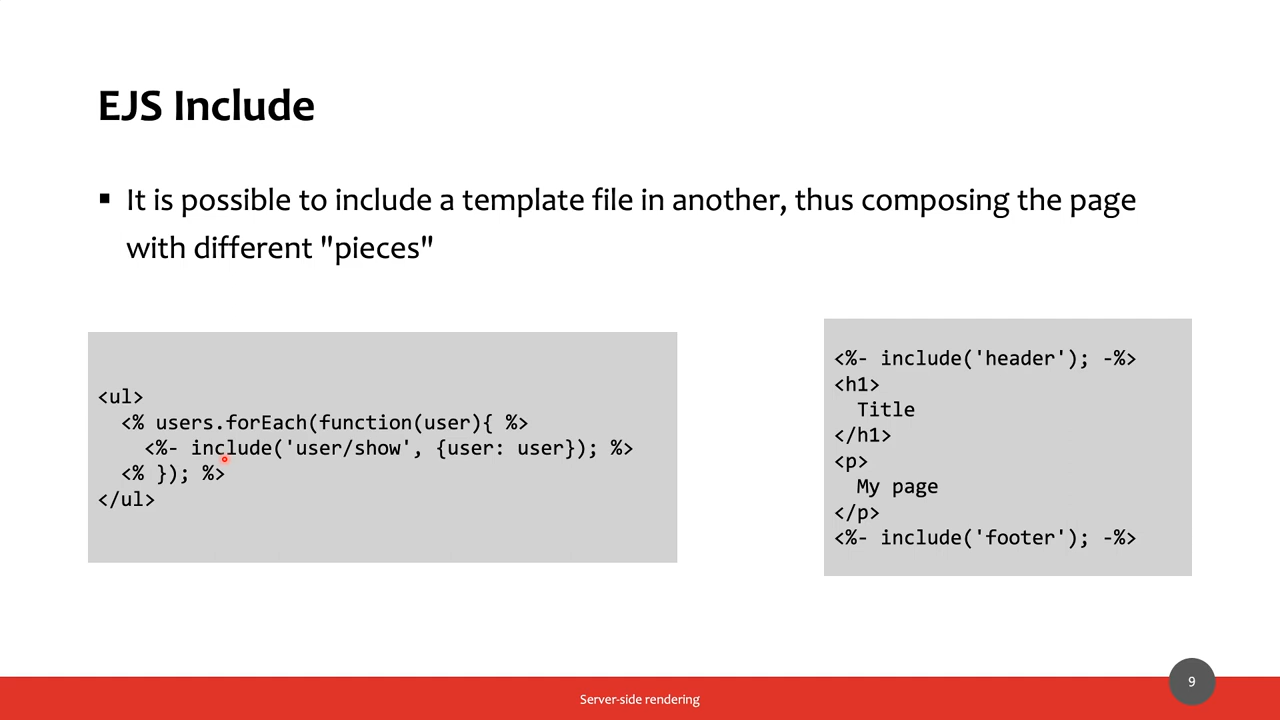 EJS Include
▪ It is possible to include a template file in another, thus composing the page
with different "pieces"
<ul>
  <% users.forEach(function(user){ %>
    <%- include('user/show', {user: user}); %>
  <% }); %>
</ul>
<%- include('header'); -%>
<h1>
  Title
</h1>
<p>
  My page
</p>
<%- include('footer'); -%>
Server-side rendering
9